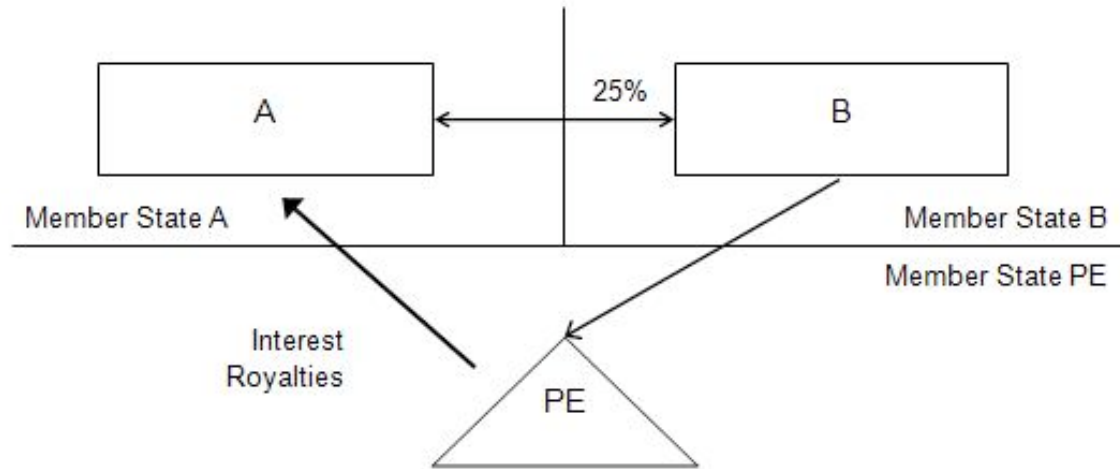 25%
A
B
Member State A
Member State B
Member State PE
Interest
Royalties
PE